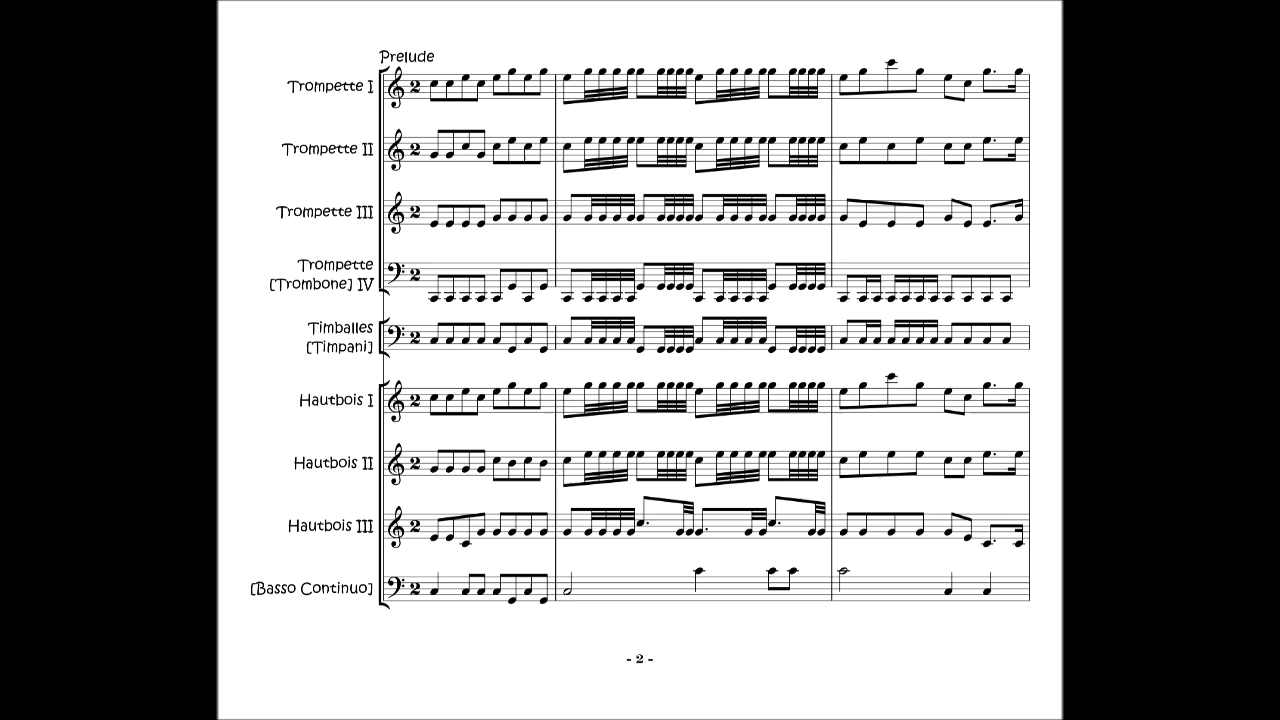 Prelude
Trompette I
Trompette II
Trompette III
Trompette
[Trombone] IV
Timballes
[Timpani]
Hautbois I
Hautbois II
Hautbois III
[Basso Continuo]
- 2 -